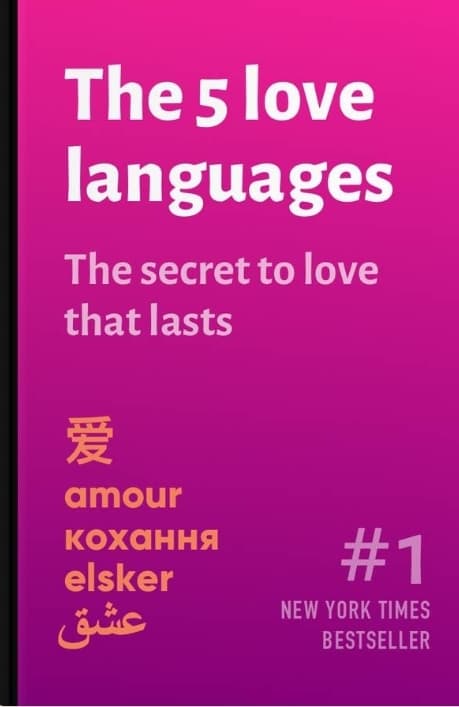 The 5 love
languages
The secret to love
that lasts
爱
amour
кохання
elsker
عشق
#1
NEW YORK TIMES
BESTSELLER